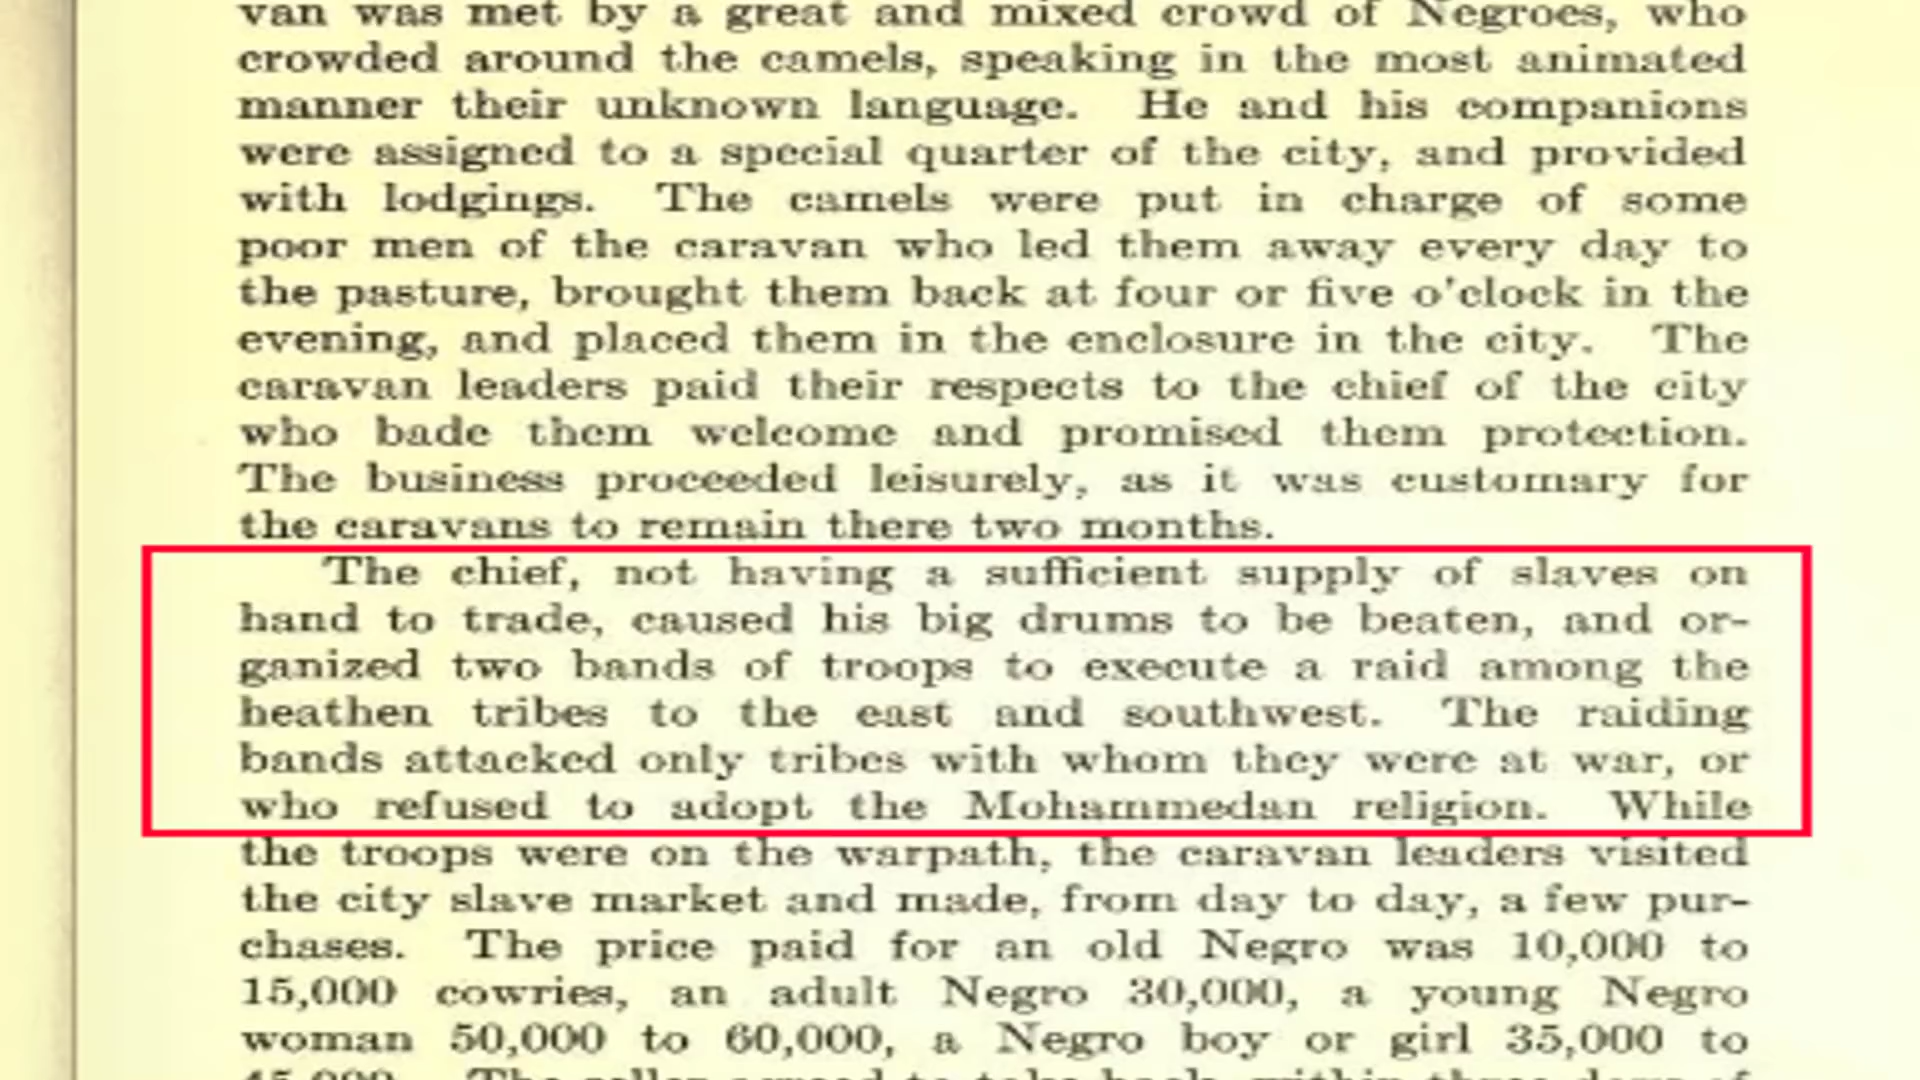 van was met by a great and mixed crowd of Negroes, who
crowded around the camels, speaking in the most animated
manner their unknown language. He and his companions
were assigned to a special quarter of the city, and provided
with lodgings. The camels were put in charge of some
poor men of the caravan who led them away every day to
the pasture, brought them back at four or five o'clock in the
evening, and placed them in the enclosure in the city. The
caravan leaders paid their respects to the chief of the city
who bade them welcome and promised them protection.
The business proceeded leisurely, as it was customary for
the caravans to remain there two months.
The chief, not having a sufficient supply of slaves on
hand to trade, caused his big drums to be beaten, and or-
ganized two bands of troops to execute a raid among the
heathen tribes to the east and southwest. The raiding
bands attacked only tribes with whom they were at war, or
who refused to adopt the Mohammedan religion. While
the troops were on the warpath, the caravan leaders visited
the city slave market and made, from day to day, a few pur-
chases. The price paid for an old Negro was 10,000 to
15,000 cowries, an adult Negro 30,000, a young Negro
woman 50,000 to 60,000, a Negro boy or girl 35,000 to
45,000. The seller agreed to take back, within three days of